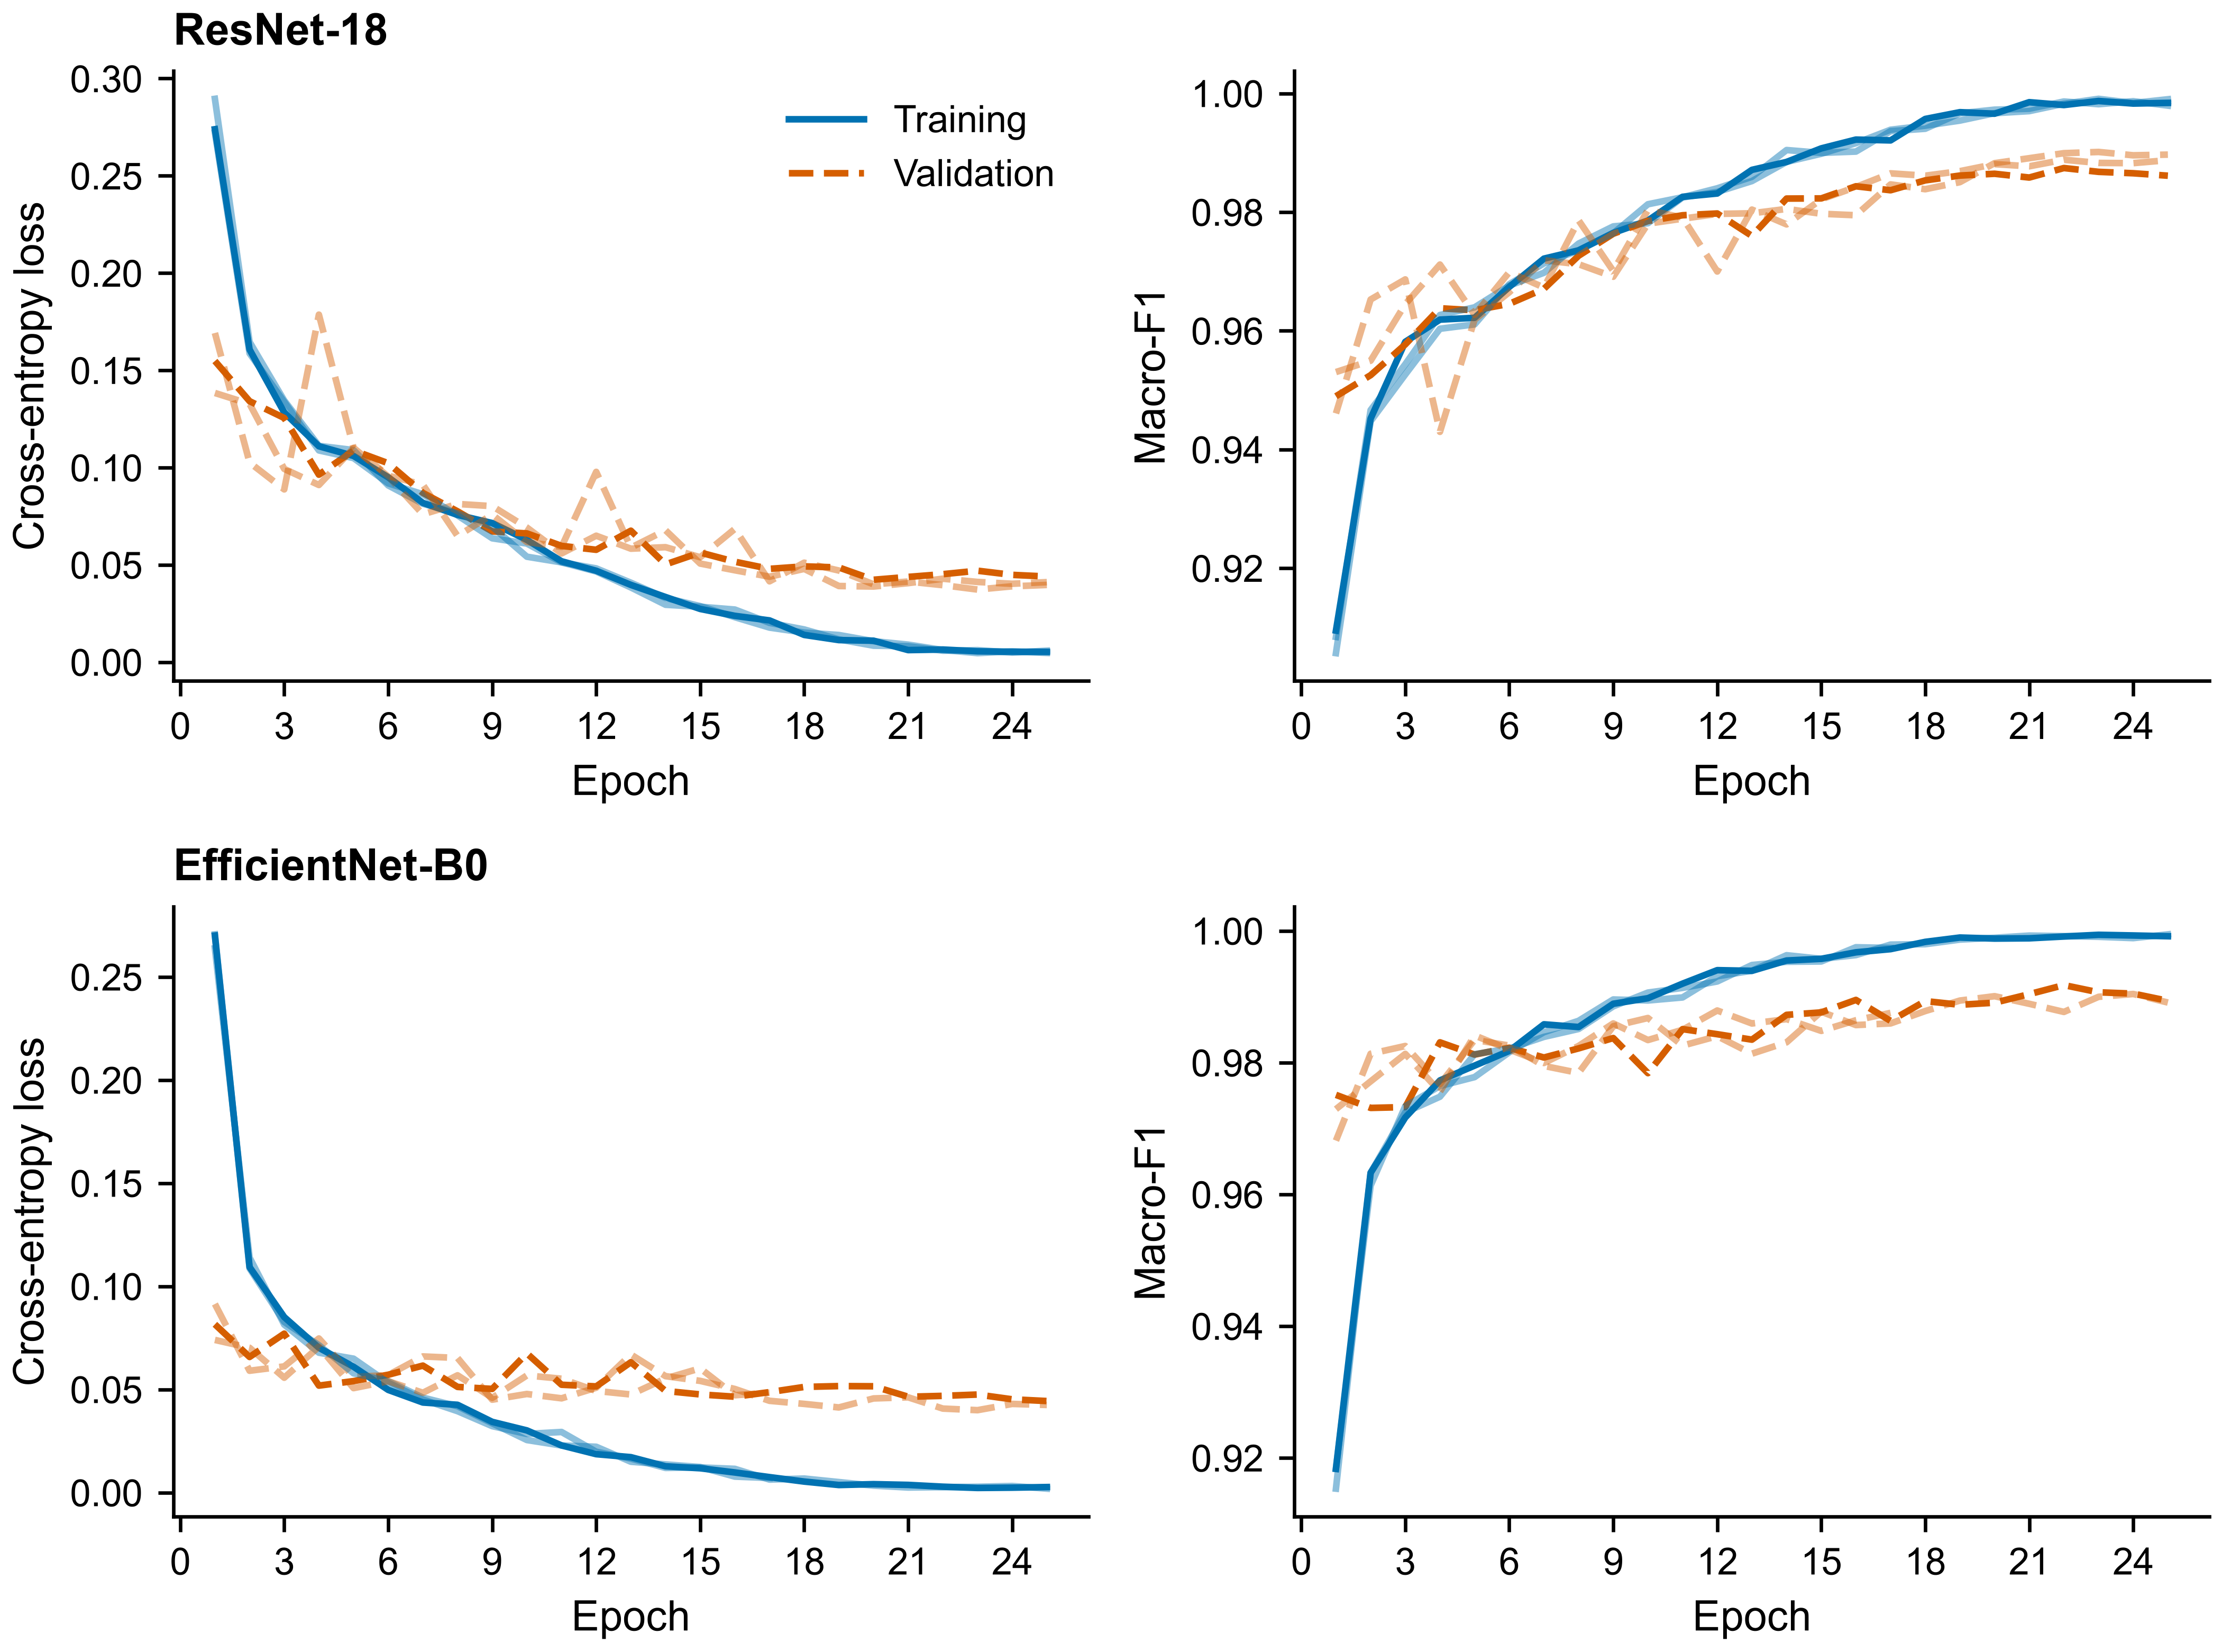 ResNet-18
0.30
0.25
0.20
0.15
0.10
0.05
0.00
Cross-entropy loss
Training
Validation
0 3 6 9 12 15 18 21 24
Epoch
1.00
0.98
0.96
0.94
0.92
Macro-F1
0 3 6 9 12 15 18 21 24
Epoch
EfficientNet-B0
0.25
0.20
0.15
0.10
0.05
0.00
Cross-entropy loss
0 3 6 9 12 15 18 21 24
Epoch
1.00
0.98
0.96
0.94
0.92
Macro-F1
0 3 6 9 12 15 18 21 24
Epoch